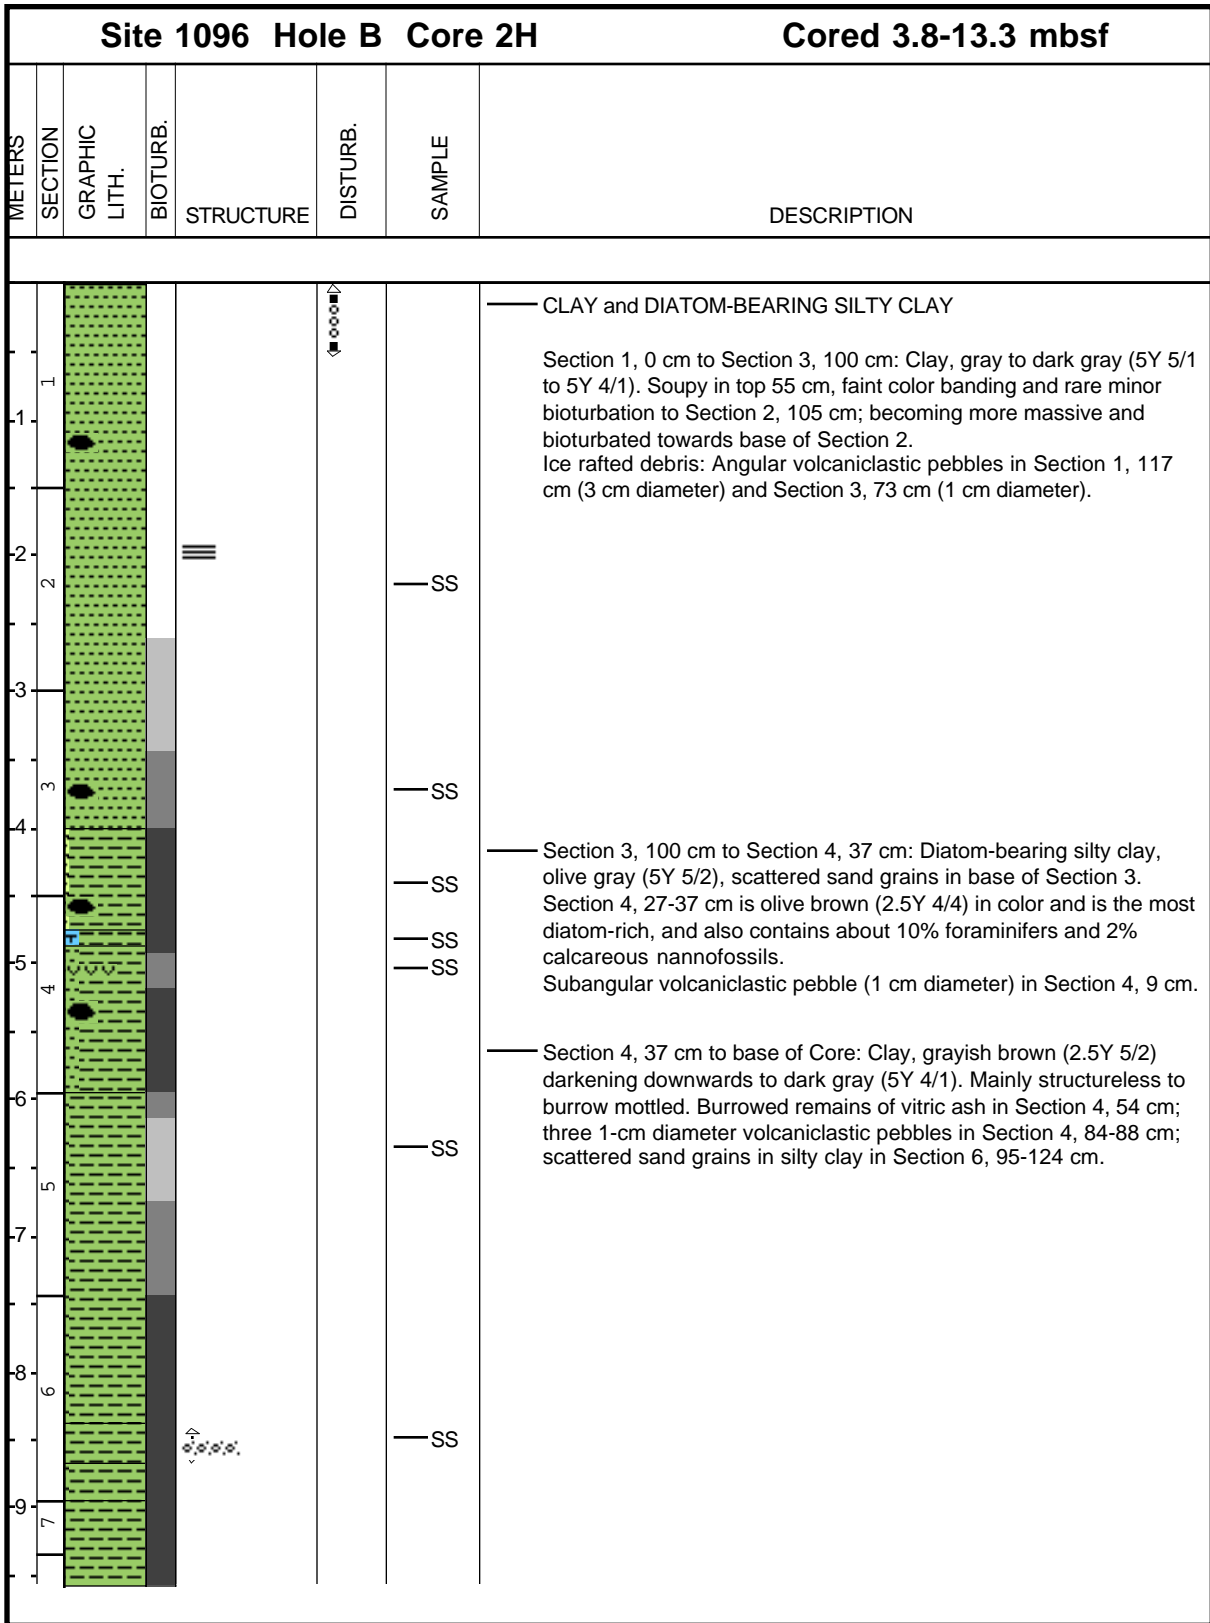 Site 1096 Hole B Core 2H Cored 3.8-13.3 mbsf
METERS
SECTION
GRAPHIC
LITH.
BIOTURB.
STRUCTURE
DISTURB.
SAMPLE
DESCRIPTION
1
2
3
4
5
6
7
8
9
1
2
3
4
5
6
7
T
V V V
SS
SS
SS
SS
SS
SS
SS
CLAY and DIATOM-BEARING SILTY CLAY
Section 1, 0 cm to Section 3, 100 cm: Clay, gray to dark gray (5Y 5/1
to 5Y 4/1). Soupy in top 55 cm, faint color banding and rare minor
bioturbation to Section 2, 105 cm; becoming more massive and
bioturbated towards base of Section 2.
Ice rafted debris: Angular volcaniclastic pebbles in Section 1, 117
cm (3 cm diameter) and Section 3, 73 cm (1 cm diameter).
Section 3, 100 cm to Section 4, 37 cm: Diatom-bearing silty clay,
olive gray (5Y 5/2), scattered sand grains in base of Section 3.
Section 4, 27-37 cm is olive brown (2.5Y 4/4) in color and is the most
diatom-rich, and also contains about 10% foraminifers and 2%
calcareous nannofossils.
Subangular volcaniclastic pebble (1 cm diameter) in Section 4, 9 cm.
Section 4, 37 cm to base of Core: Clay, grayish brown (2.5Y 5/2)
darkening downwards to dark gray (5Y 4/1). Mainly structureless to
burrow mottled. Burrowed remains of vitric ash in Section 4, 54 cm;
three 1-cm diameter volcaniclastic pebbles in Section 4, 84-88 cm;
scattered sand grains in silty clay in Section 6, 95-124 cm.